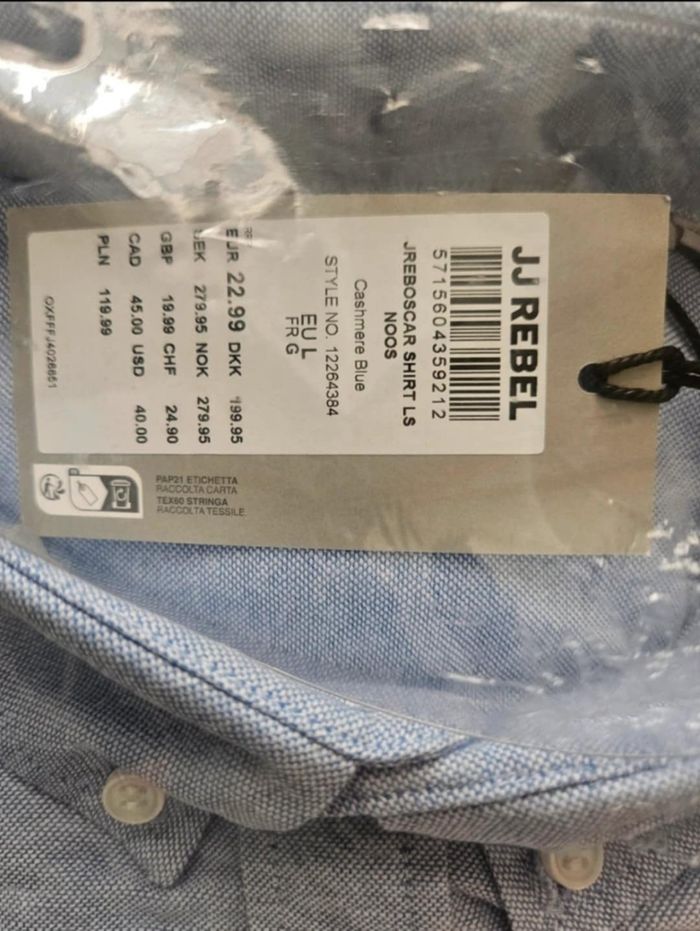 JJ REBEL
5715604359212
JREBOSCAR SHIRT LS
NOOS
Cashmere Blue
STYLE NO. 12264384
EU L
FR G
EUR 22.99 DKK 199.95
SEK 279.95 NOK 279.95
GBP 19.99 CHF 24.90
CAD 45.00 USD 40.00
PLN 119.99
PAP21 ETICHETTA
RACCOLTA CARTA
TEX60 STRINGA
RACCOLTA TESSILE